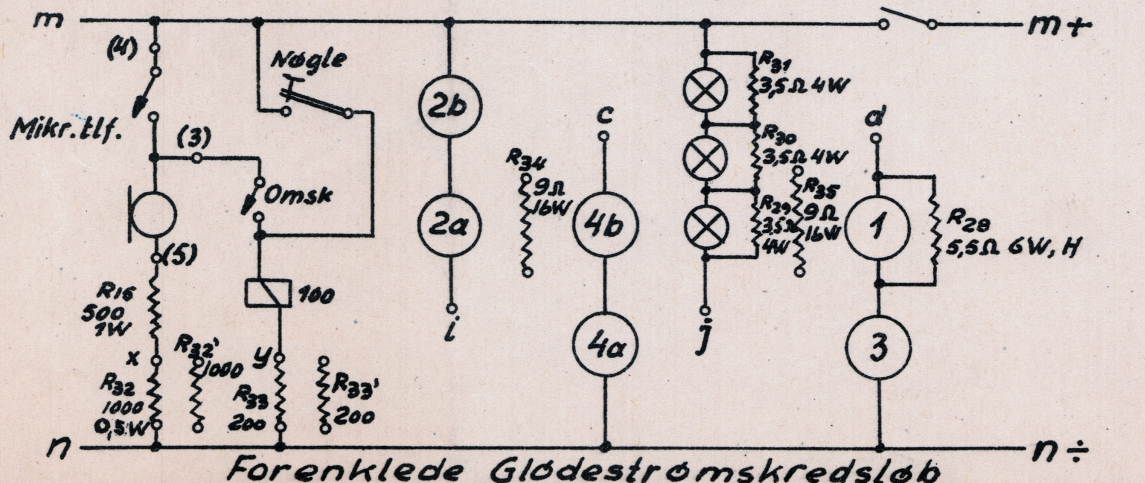 m
m+
(4)
Nøgle
Mikr. tlf.
(3)
Omsk
(5)
R16
500
1W
100
x
R32
1000
0,5W
R32'
1000
y
R33
200
R33'
200
2b
2a
i
R34
9Ω
16W
c
4b
4a
R31
3,5Ω 4W
R30
3,5Ω 4W
R29
3,5Ω
4W
j
R35
9Ω
16W
d
1
R28
5,5Ω 6W, H
3
n
n÷
Forenklede Glødestrømskredsløb